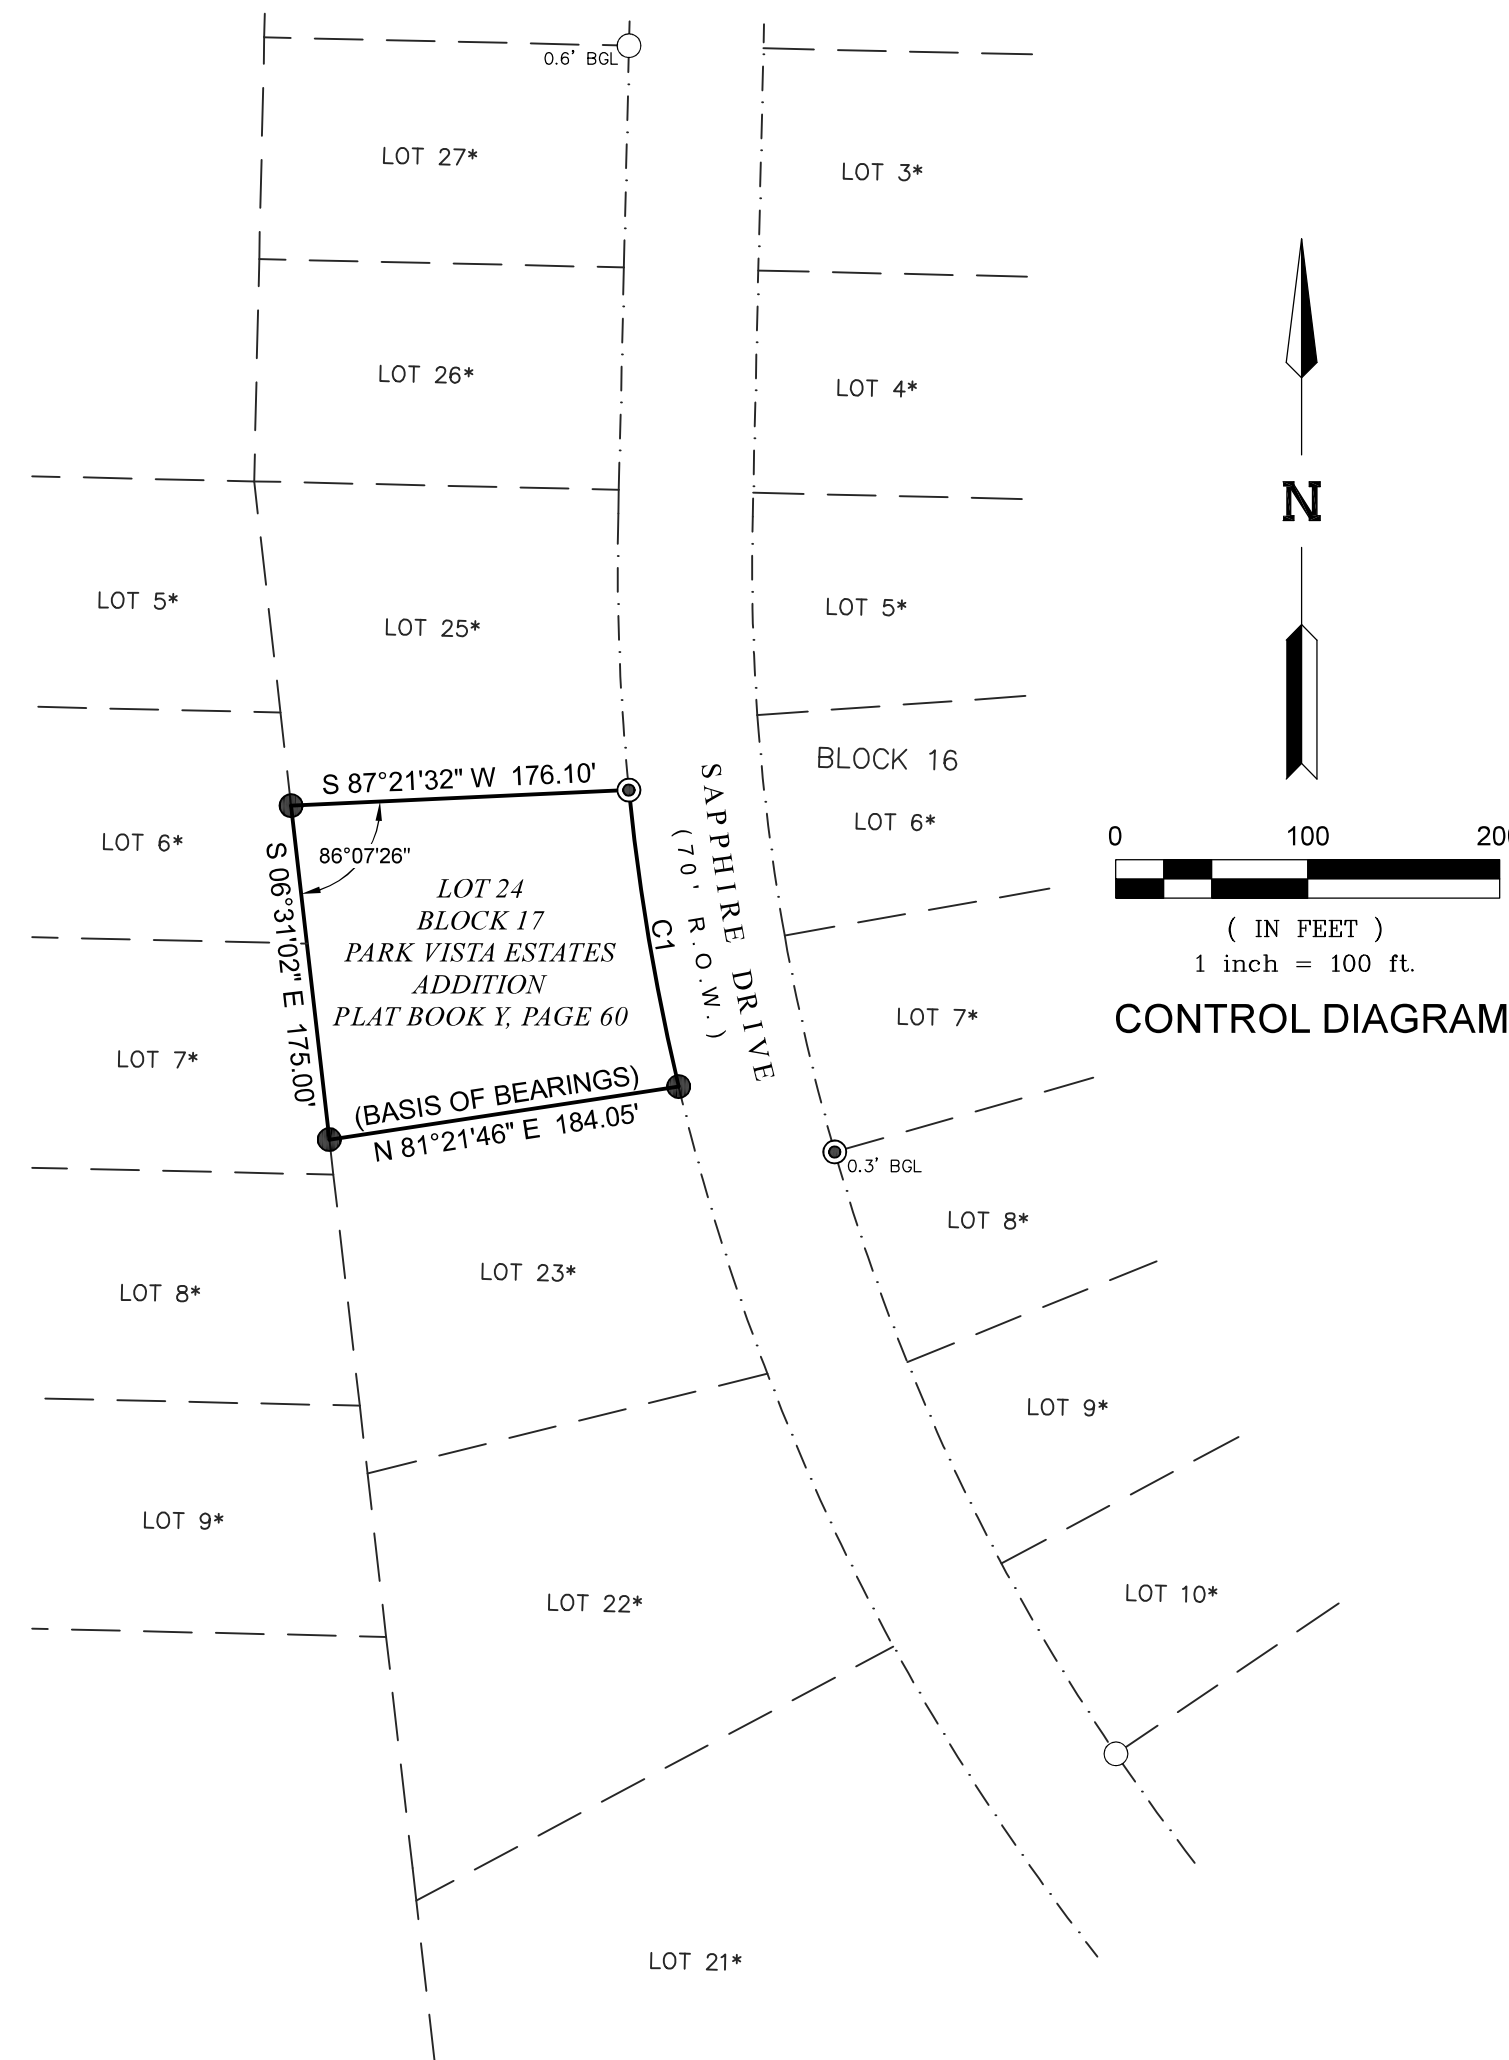 0.6' BGL
LOT 27*
LOT 3*
LOT 26*
LOT 4*
N
LOT 5*
LOT 25*
LOT 5*
BLOCK 16
S 87°21'32" W 176.10'
LOT 6*
LOT 6*
86°07'26"
S 06°31'02" E 175.00'
LOT 24
BLOCK 17
PARK VISTA ESTATES
ADDITION
PLAT BOOK Y, PAGE 60
C1
SAPPHIRE DRIVE
(70' R.O.W.)
0 100
( IN FEET )
1 inch = 100 ft.
CONTROL DIAGRAM
LOT 7*
LOT 7*
(BASIS OF BEARINGS)
N 81°21'46" E 184.05'
0.3' BGL
LOT 8*
LOT 23*
LOT 8*
LOT 9*
LOT 9*
LOT 22*
LOT 10*
LOT 21*